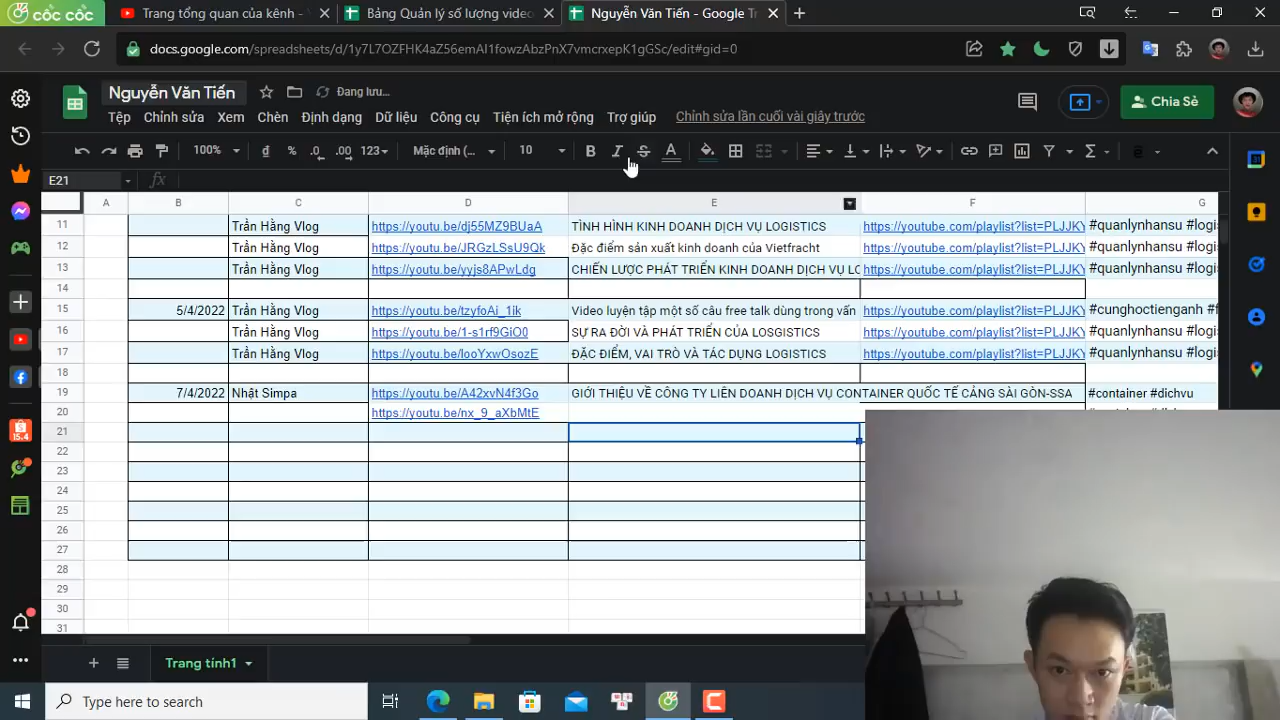 cốc cốc
Trang tổng quan của kênh -
Bảng Quản lý số lượng video
Nguyễn Văn Tiến - Google Tr
docs.google.com/spreadsheets/d/1y7L7OZFHK4aZ56emAI1fowzAbzPnX7vmcrxepK1gGSc/edit#gid=0
Nguyễn Văn Tiến
Đang lưu...
Tệp Chỉnh sửa Xem Chèn Định dạng Dữ liệu Công cụ Tiện ích mở rộng Trợ giúp
Chỉnh sửa lần cuối vài giây trước
Chia Sẻ
100% đ % .0 .00 123 Mặc định (... 10 B I S A
E21 fx
A B C D E F G
11 Trần Hằng Vlog https://youtu.be/dj55MZ9BUaA TÌNH HÌNH KINH DOANH DỊCH VỤ LOGISTICS https://youtube.com/playlist?list=PLJJKY #quanlynhansu #logi
12 Trần Hằng Vlog https://youtu.be/JRGzLSsU9Qk Đặc điểm sản xuất kinh doanh của Vietfracht https://youtube.com/playlist?list=PLJJKY #quanlynhansu #logis
13 Trần Hằng Vlog https://youtu.be/yyjs8APwLdg CHIẾN LƯỢC PHÁT TRIỂN KINH DOANH DỊCH VỤ LO https://youtube.com/playlist?list=PLJJKY #quanlynhansu #logis
14
15 5/4/2022 Trần Hằng Vlog https://youtu.be/tzyfoAi_1ik Video luyện tập một số câu free talk dùng trong vấn https://youtube.com/playlist?list=PLJJKY #cunghoctienganh #f
16 Trần Hằng Vlog https://youtu.be/1-s1rf9GiO0 SỰ RA ĐỜI VÀ PHÁT TRIỂN CỦA LOSGISTICS https://youtube.com/playlist?list=PLJJKY #quanlynhansu #logis
17 Trần Hằng Vlog https://youtu.be/IooYxwOsozE ĐẶC ĐIỂM, VAI TRÒ VÀ TÁC DỤNG LOGISTICS https://youtube.com/playlist?list=PLJJKY #quanlynhansu #logis
18
19 7/4/2022 Nhật Simpa https://youtu.be/A42xvN4f3Go GIỚI THIỆU VỀ CÔNG TY LIÊN DOANH DỊCH VỤ CONTAINER QUỐC TẾ CẢNG SÀI GÒN-SSA #container #dichvu
20 https://youtu.be/nx_9_aXbMtE
21
22
23
24
25
26
27
28
29
30
31
15.4
Trang tính1
Type here to search